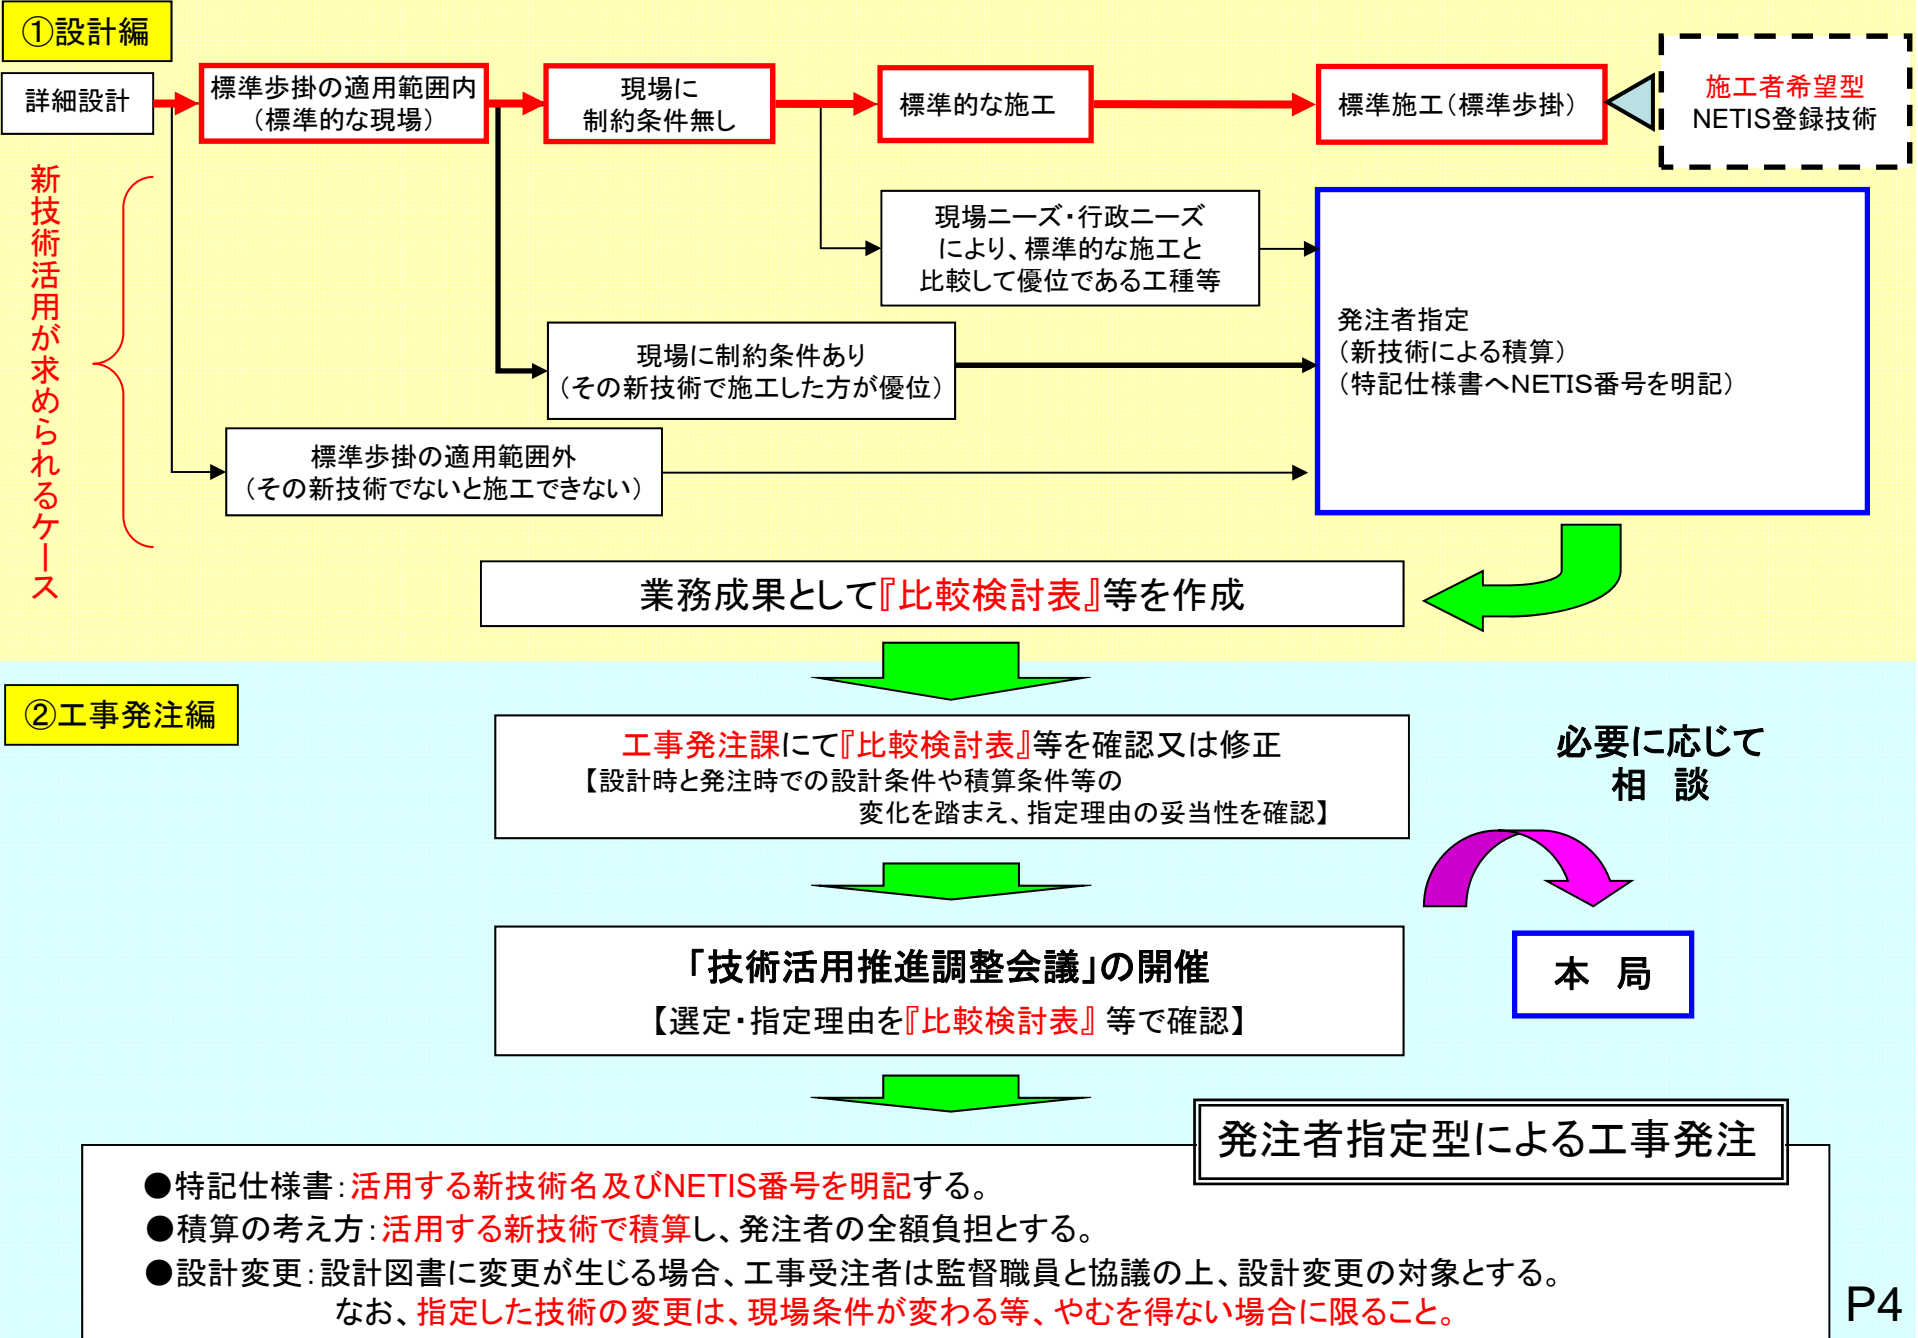 ①設計編
詳細設計
標準歩掛の適用範囲内
（標準的な現場）
現場に
制約条件無し
標準的な施工
標準施工（標準歩掛）
施工者希望型
NETIS登録技術
新技術活用が求められるケース
現場ニーズ・行政ニーズ
により、標準的な施工と
比較して優位である工種等
現場に制約条件あり
（その新技術で施工した方が優位）
標準歩掛の適用範囲外
（その新技術でないと施工できない）
発注者指定
（新技術による積算）
（特記仕様書へNETIS番号を明記）
業務成果として『比較検討表』等を作成
②工事発注編
工事発注課にて『比較検討表』等を確認又は修正
【設計時と発注時での設計条件や積算条件等の
変化を踏まえ、指定理由の妥当性を確認】
必要に応じて
相　談
「技術活用推進調整会議」の開催
【選定・指定理由を『比較検討表』 等で確認】
本　局
発注者指定型による工事発注
●特記仕様書：活用する新技術名及びNETIS番号を明記する。
●積算の考え方：活用する新技術で積算し、発注者の全額負担とする。
●設計変更：設計図書に変更が生じる場合、工事受注者は監督職員と協議の上、設計変更の対象とする。
なお、指定した技術の変更は、現場条件が変わる等、やむを得ない場合に限ること。
P4